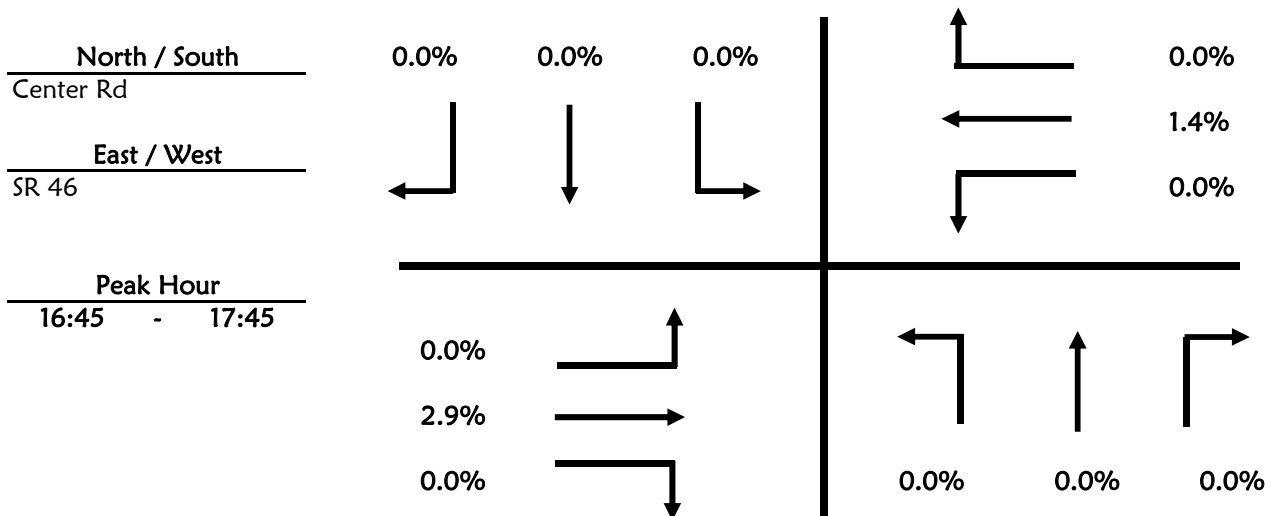 North / South
Center Rd
East / West
SR 46
Peak Hour
16:45 - 17:45
0.0% 0.0% 0.0%
0.0%
1.4%
0.0%
0.0%
2.9%
0.0%
0.0% 0.0% 0.0%